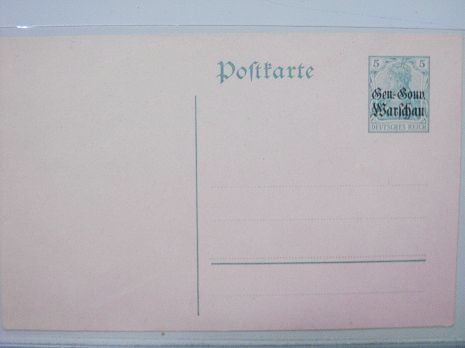 Poſtkarte
5 5
Gen.-Gouv.
Warschau
DEUTSCHES REICH